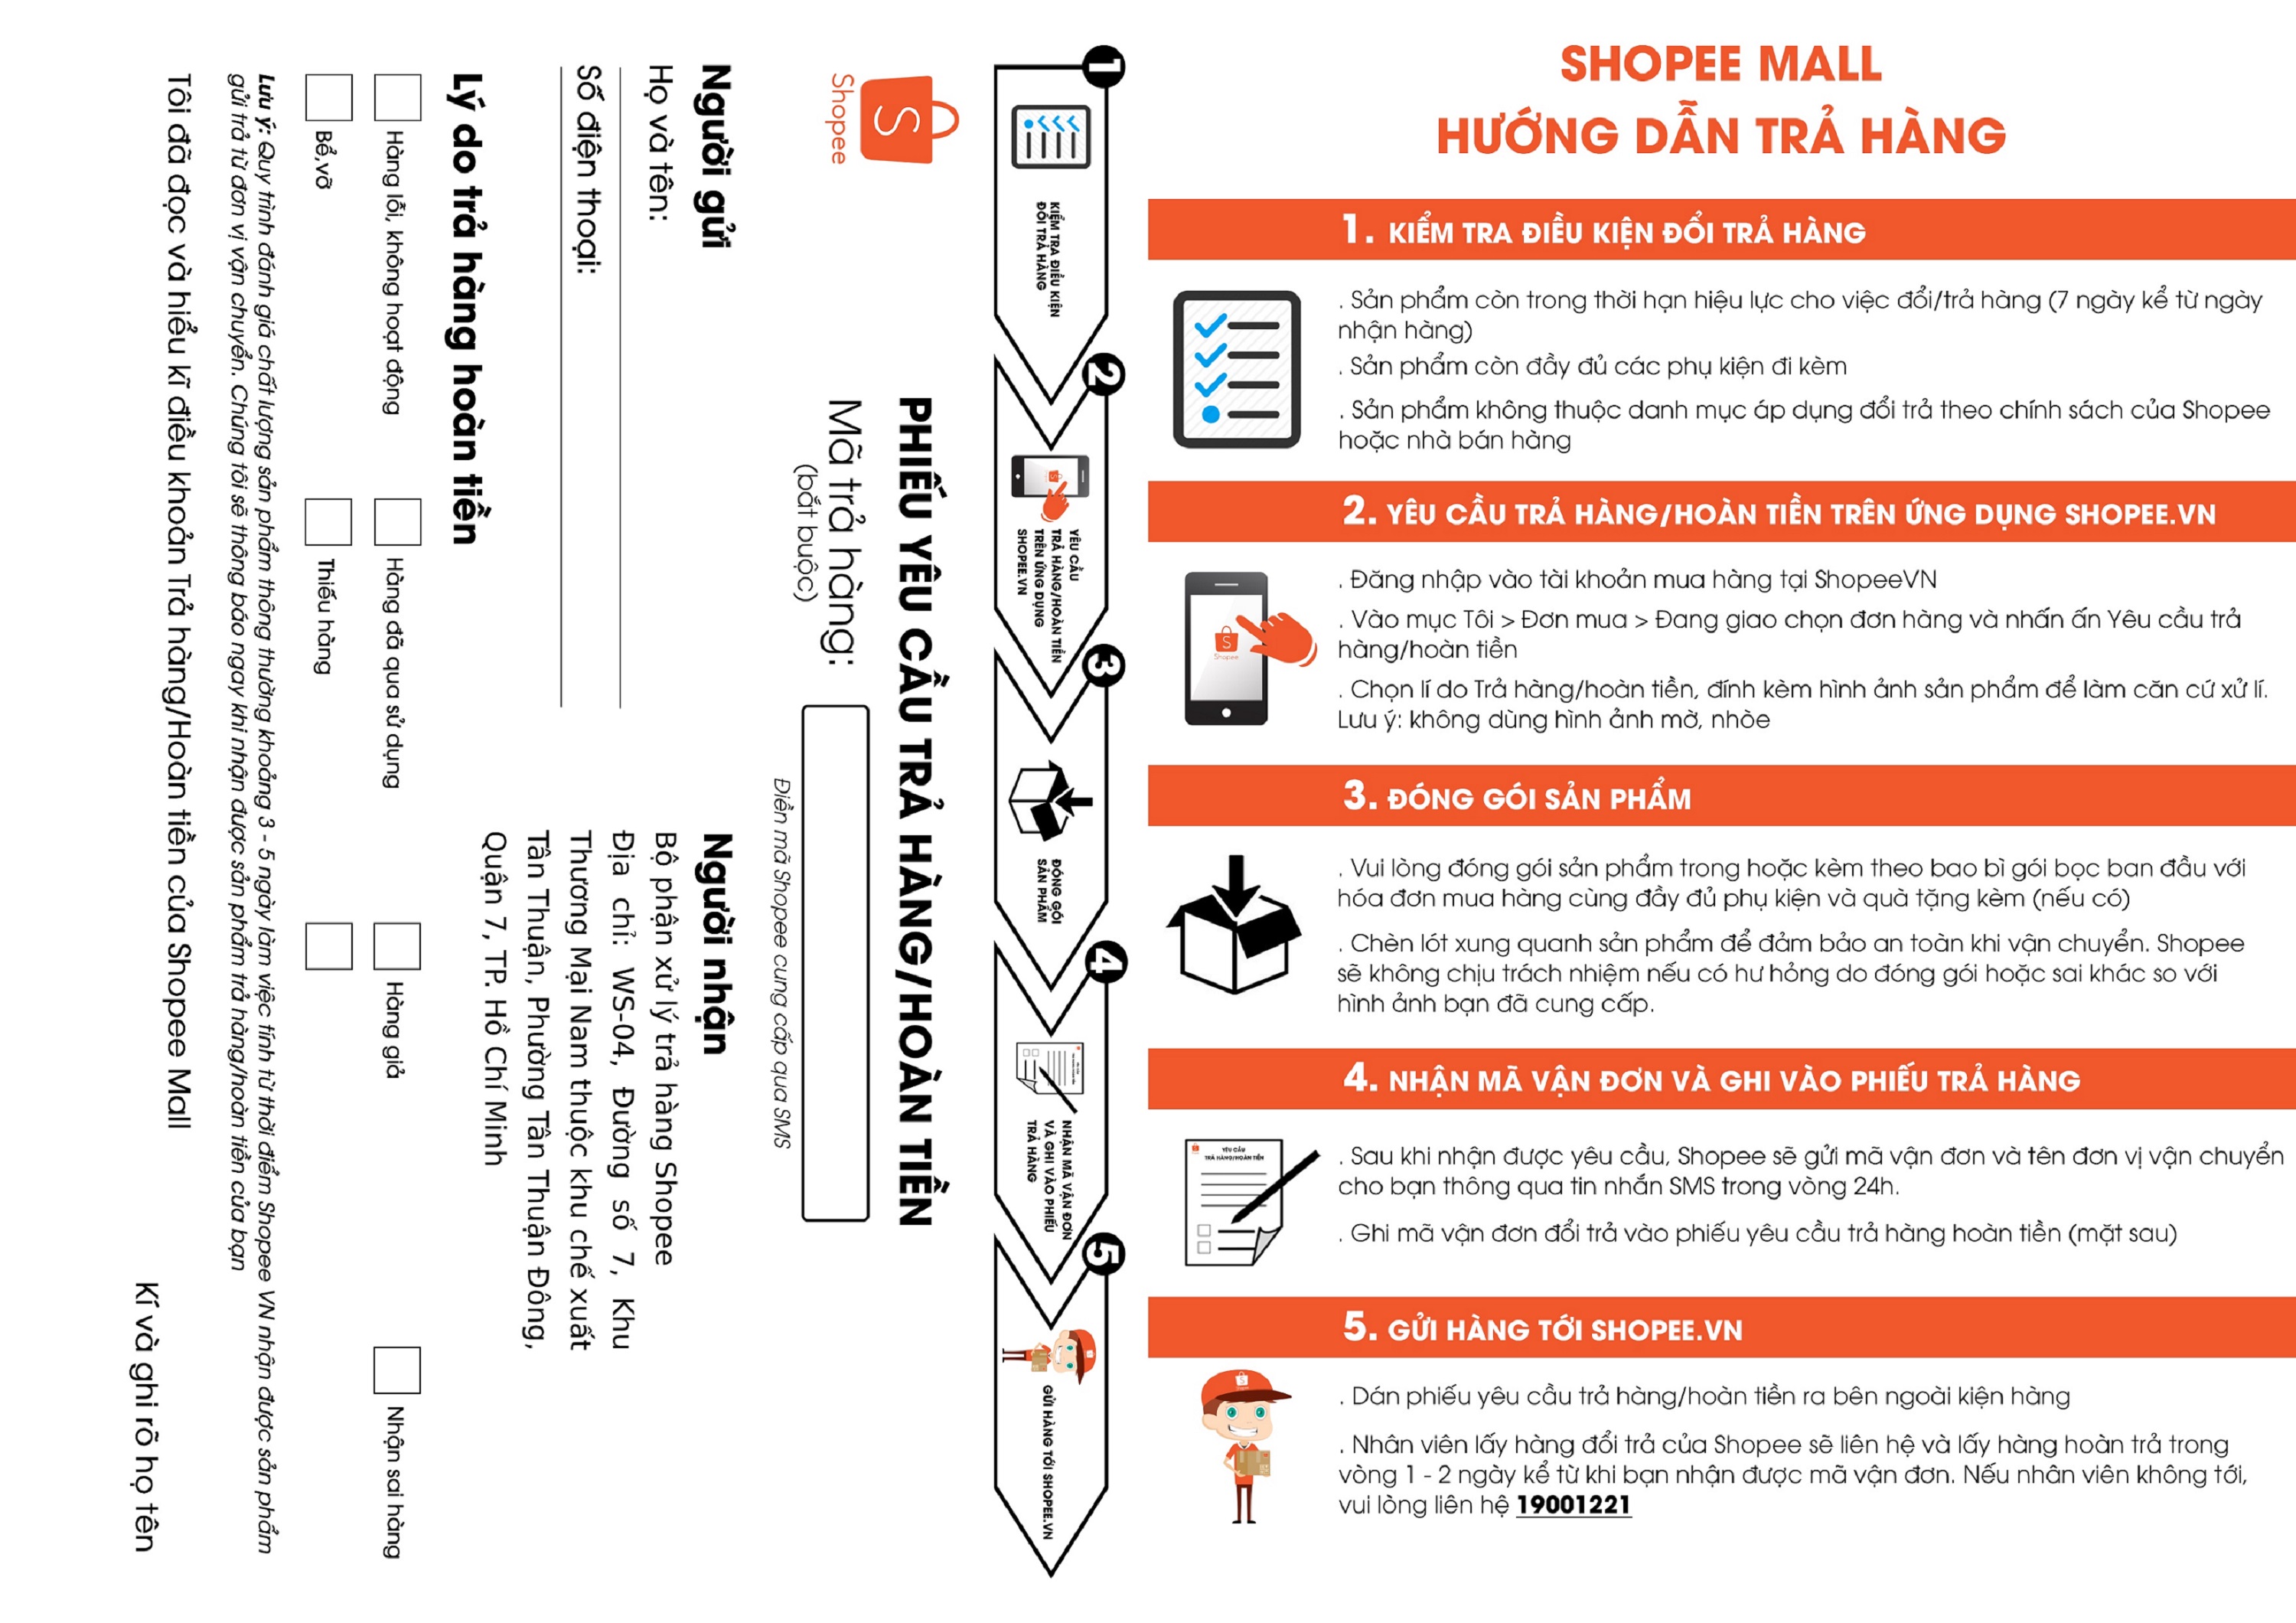 SHOPEE MALL
HƯỚNG DẪN TRẢ HÀNG
1. KIỂM TRA ĐIỀU KIỆN ĐỔI TRẢ HÀNG
. Sản phẩm còn trong thời hạn hiệu lực cho việc đổi/trả hàng (7 ngày kể từ ngày
nhận hàng)
. Sản phẩm còn đầy đủ các phụ kiện đi kèm
. Sản phẩm không thuộc danh mục áp dụng đổi trả theo chính sách của Shopee
hoặc nhà bán hàng
2. YÊU CẦU TRẢ HÀNG/HOÀN TIỀN TRÊN ỨNG DỤNG SHOPEE.VN
. Đăng nhập vào tài khoản mua hàng tại ShopeeVN
. Vào mục Tôi > Đơn mua > Đang giao chọn đơn hàng và nhấn ấn Yêu cầu trả
hàng/hoàn tiền
. Chọn lí do Trả hàng/hoàn tiền, đính kèm hình ảnh sản phẩm để làm căn cứ xử lí.
Lưu ý: không dùng hình ảnh mờ, nhòe
Shopee
3. ĐÓNG GÓI SẢN PHẨM
. Vui lòng đóng gói sản phẩm trong hoặc kèm theo bao bì gói bọc ban đầu với
hóa đơn mua hàng cùng đầy đủ phụ kiện và quà tặng kèm (nếu có)
. Chèn lót xung quanh sản phẩm để đảm bảo an toàn khi vận chuyển. Shopee
sẽ không chịu trách nhiệm nếu có hư hỏng do đóng gói hoặc sai khác so với
hình ảnh bạn đã cung cấp.
4. NHẬN MÃ VẬN ĐƠN VÀ GHI VÀO PHIẾU TRẢ HÀNG
. Sau khi nhận được yêu cầu, Shopee sẽ gửi mã vận đơn và tên đơn vị vận chuyển
cho bạn thông qua tin nhắn SMS trong vòng 24h.
. Ghi mã vận đơn đổi trả vào phiếu yêu cầu trả hàng hoàn tiền (mặt sau)
YÊU CẦU
TRẢ HÀNG/HOÀN TIỀN
5. GỬI HÀNG TỚI SHOPEE.VN
. Dán phiếu yêu cầu trả hàng/hoàn tiền ra bên ngoài kiện hàng
. Nhân viên lấy hàng đổi trả của Shopee sẽ liên hệ và lấy hàng hoàn trả trong
vòng 1 - 2 ngày kể từ khi bạn nhận được mã vận đơn. Nếu nhân viên không tới,
vui lòng liên hệ 19001221
1
KIỂM TRA ĐIỀU KIỆN
ĐỔI TRẢ HÀNG
2
YÊU CẦU
TRẢ HÀNG/HOÀN TIỀN
TRÊN ỨNG DỤNG
SHOPEE.VN
3
ĐÓNG GÓI
SẢN PHẨM
4
NHẬN MÃ VẬN ĐƠN
VÀ GHI VÀO PHIẾU
TRẢ HÀNG
5
GỬI HÀNG TỚI SHOPEE.VN
Shopee
PHIẾU YÊU CẦU TRẢ HÀNG/HOÀN TIỀN
Mã trả hàng:
(bắt buộc)
Điền mã Shopee cung cấp qua SMS
Người gửi
Họ và tên:
Số điện thoại:
Người nhận
Bộ phận xử lý trả hàng Shopee
Địa chỉ: WS-04, Đường số 7, Khu
Thương Mại Nam thuộc khu chế xuất
Tân Thuận, Phường Tân Thuận Đông,
Quận 7, TP. Hồ Chí Minh
Lý do trả hàng hoàn tiền
Hàng lỗi, không hoạt động
Hàng đã qua sử dụng
Hàng giả
Nhận sai hàng
Bể,vỡ
Thiếu hàng
Lưu ý: Quy trình đánh giá chất lượng sản phẩm thông thường khoảng 3 - 5 ngày làm việc tính từ thời điểm Shopee VN nhận được sản phẩm
gửi trả từ đơn vị vận chuyển. Chúng tôi sẽ thông báo ngay khi nhận được sản phẩm trả hàng/hoàn tiền của bạn
Tôi đã đọc và hiểu kĩ điều khoản Trả hàng/Hoàn tiền của Shopee Mall
Kí và ghi rõ họ tên